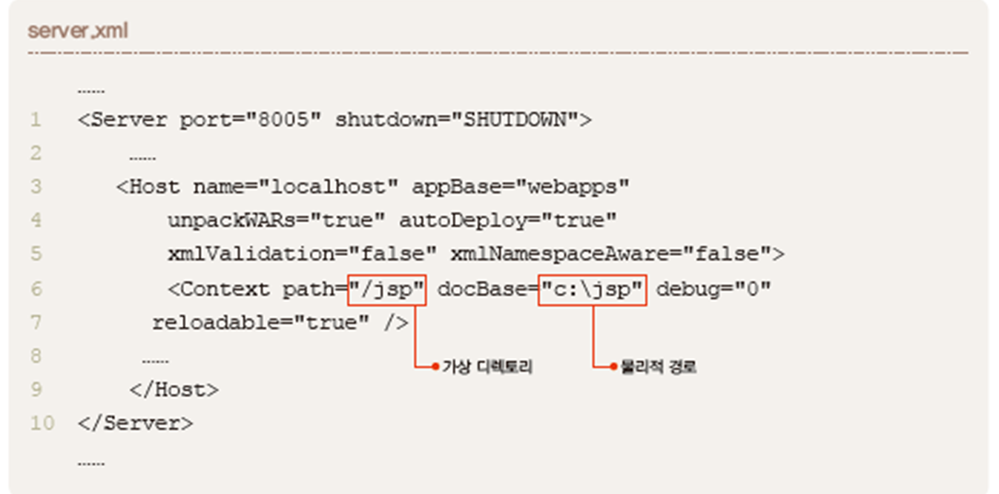 server.xml
......
1 <Server port="8005" shutdown="SHUTDOWN">
2 ......
3 <Host name="localhost" appBase="webapps"
4 unpackWARs="true" autoDeploy="true"
5 xmlValidation="false" xmlNamespaceAware="false">
6 <Context path="/jsp" docBase="c:\jsp" debug="0"
7 reloadable="true" />
8 ......
가상 디렉토리 물리적 경로
9 </Host>
10 </Server>
......